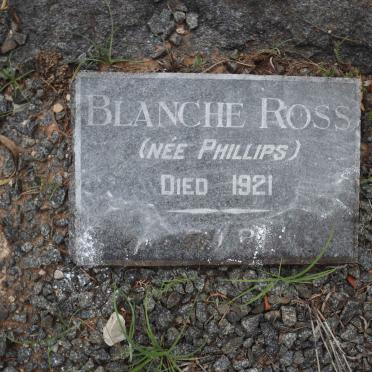 BLANCHE ROSS
(NÉE PHILLIPS)
DIED 1921